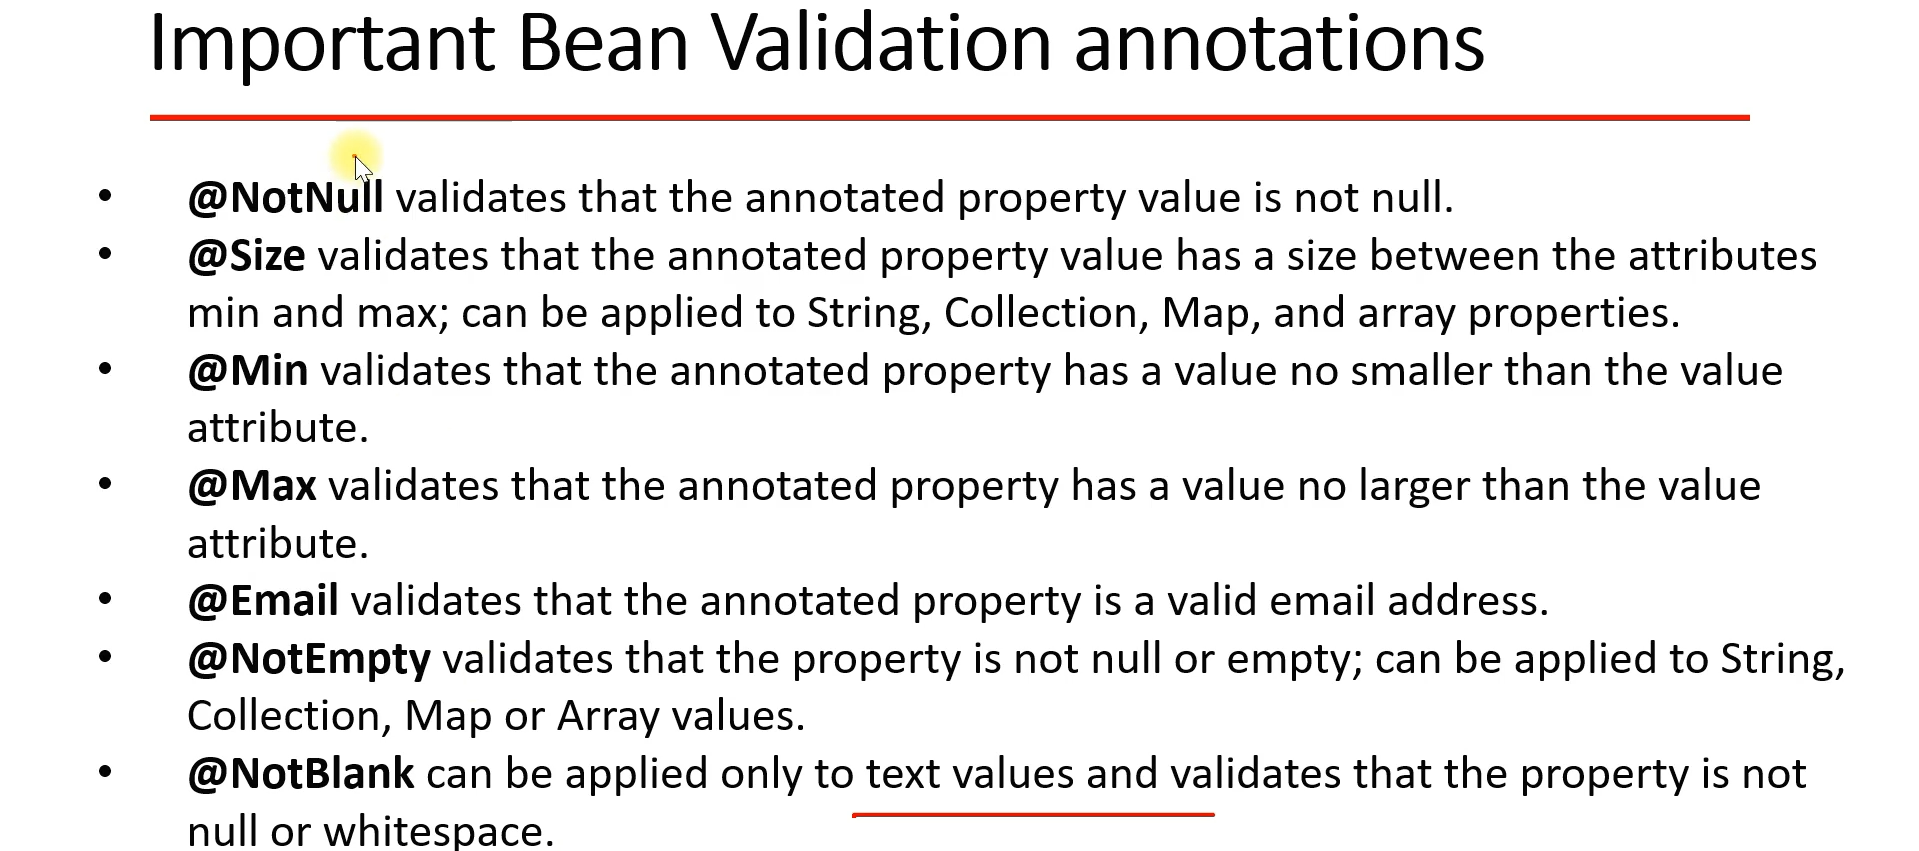 Important Bean Validation annotations
• @NotNull validates that the annotated property value is not null.
• @Size validates that the annotated property value has a size between the attributes
min and max; can be applied to String, Collection, Map, and array properties.
• @Min validates that the annotated property has a value no smaller than the value
attribute.
• @Max validates that the annotated property has a value no larger than the value
attribute.
• @Email validates that the annotated property is a valid email address.
• @NotEmpty validates that the property is not null or empty; can be applied to String,
Collection, Map or Array values.
• @NotBlank can be applied only to text values and validates that the property is not
null or whitespace.